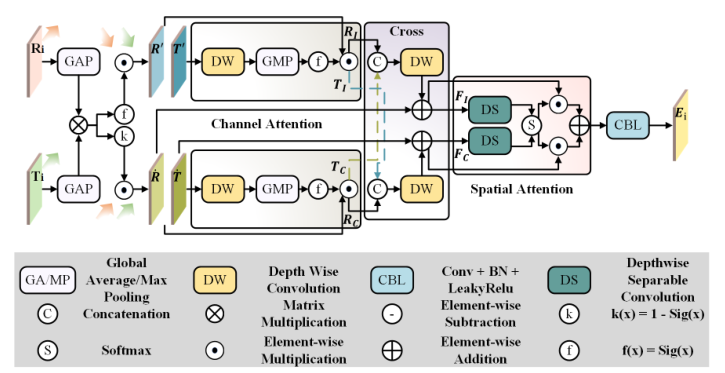 Cross
Ri
GAP
R′
T′
DW
GMP
f
R_I
C
DW
T_I
f
k
Channel Attention
F_I
DS
S
CBL
E_i
F_C
DS
Ti
GAP
Ṙ
Ṫ
T_C
DW
GMP
f
R_C
C
DW
Spatial Attention
GA/MP
Global
Average/Max
Pooling
DW
Depth Wise
Convolution
CBL
Conv + BN +
LeakyRelu
DS
Depthwise
Separable
Convolution
C
Concatenation
Matrix
Multiplication
-
Element-wise
Subtraction
k
k(x) = 1 - Sig(x)
S
Softmax
Element-wise
Multiplication
Element-wise
Addition
f
f(x) = Sig(x)